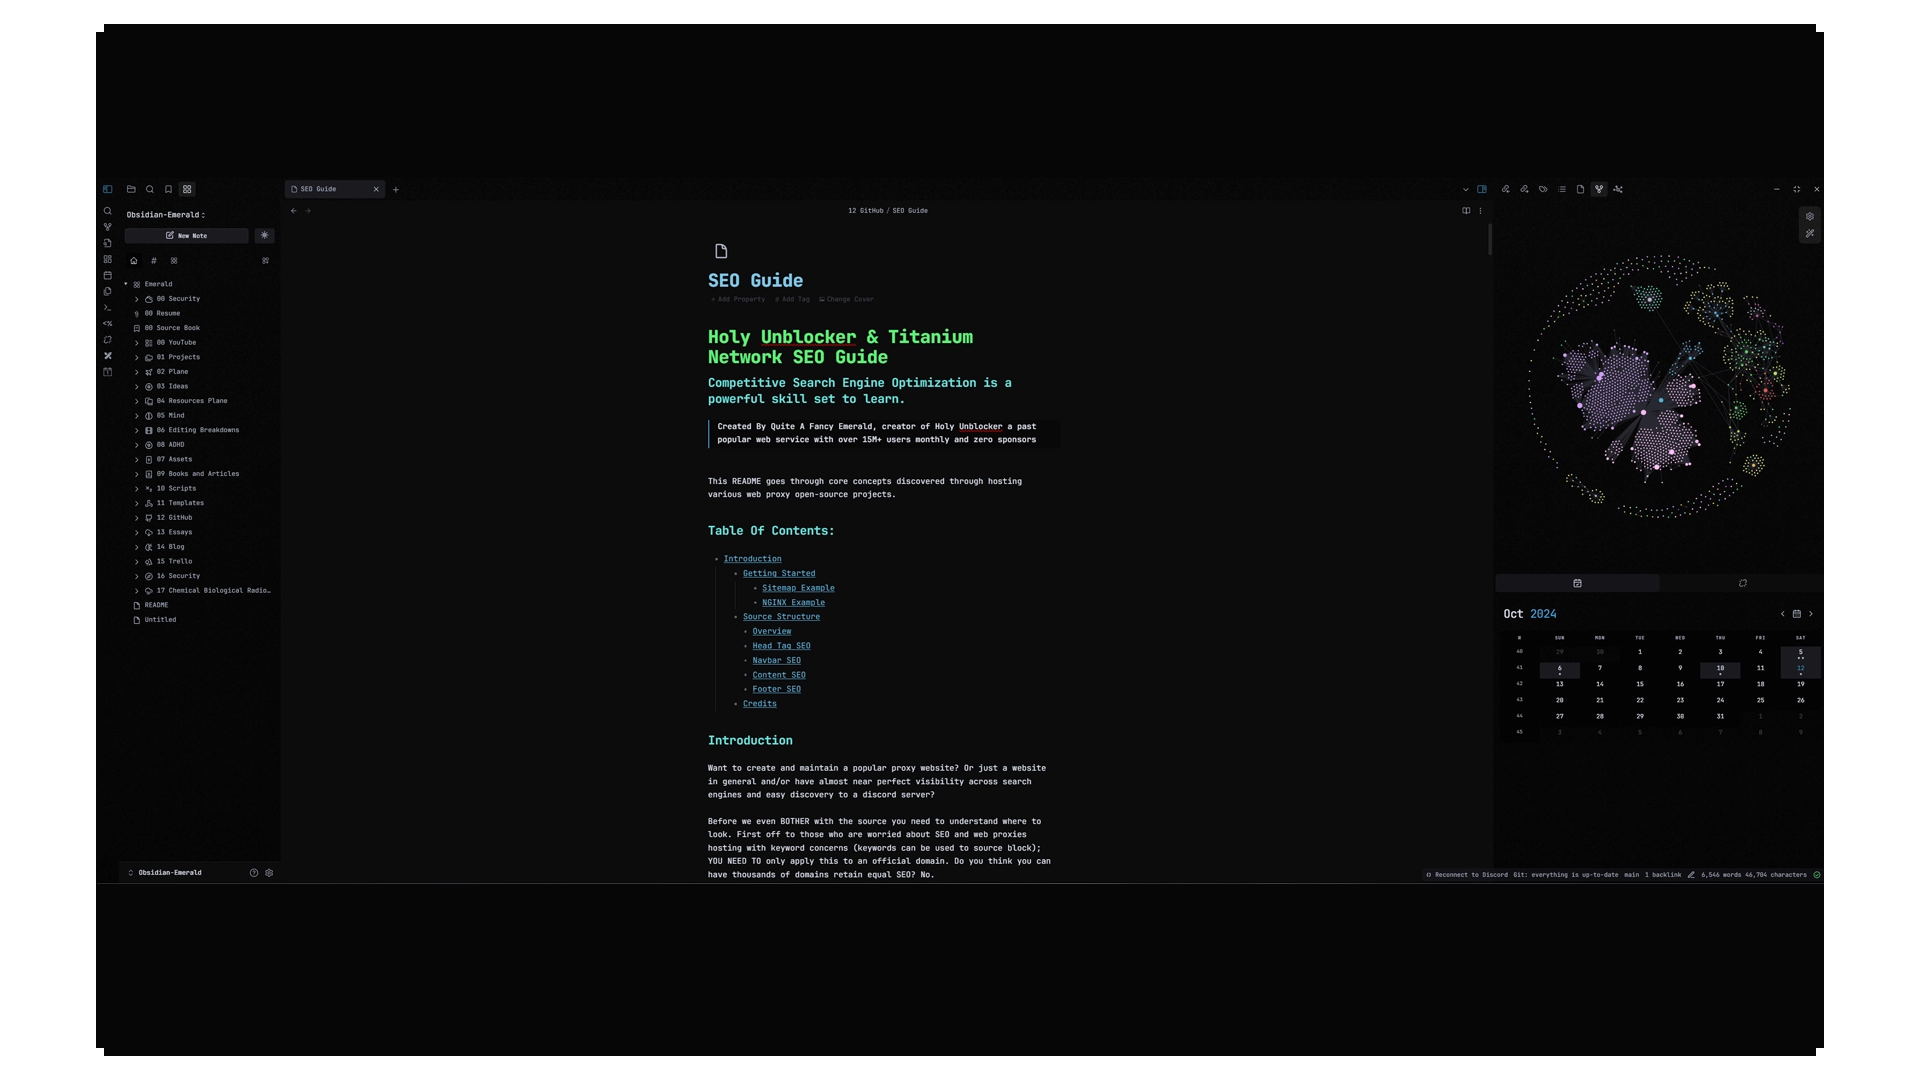 SEO Guide
Obsidian-Emerald
New Note
Emerald
00 Security
00 Resume
00 Source Book
00 YouTube
01 Projects
02 Plane
03 Ideas
04 Resources Plane
05 Mind
06 Editing Breakdowns
08 ADHD
07 Assets
09 Books and Articles
10 Scripts
11 Templates
12 GitHub
13 Essays
14 Blog
15 Trello
16 Security
17 Chemical Biological Radio…
README
Untitled
Obsidian-Emerald
12 GitHub / SEO Guide
SEO Guide
+ Add Property # Add Tag Change Cover
Holy Unblocker & Titanium
Network SEO Guide
Competitive Search Engine Optimization is a
powerful skill set to learn.
Created By Quite A Fancy Emerald, creator of Holy Unblocker a past
popular web service with over 15M+ users monthly and zero sponsors
This README goes through core concepts discovered through hosting
various web proxy open-source projects.
Table Of Contents:
Introduction
Getting Started
Sitemap Example
NGINX Example
Source Structure
Overview
Head Tag SEO
Navbar SEO
Content SEO
Footer SEO
Credits
Introduction
Want to create and maintain a popular proxy website? Or just a website
in general and/or have almost near perfect visibility across search
engines and easy discovery to a discord server?
Before we even BOTHER with the source you need to understand where to
look. First off to those who are worried about SEO and web proxies
hosting with keyword concerns (keywords can be used to source block);
YOU NEED TO only apply this to an official domain. Do you think you can
have thousands of domains retain equal SEO? No.
Oct 2024
W SUN MON TUE WED THU FRI SAT
40 29 30 1 2 3 4 5
41 6 7 8 9 10 11 12
42 13 14 15 16 17 18 19
43 20 21 22 23 24 25 26
44 27 28 29 30 31 1 2
45 3 4 5 6 7 8 9
Reconnect to Discord Git: everything is up-to-date main 1 backlink 6,546 words 46,704 characters